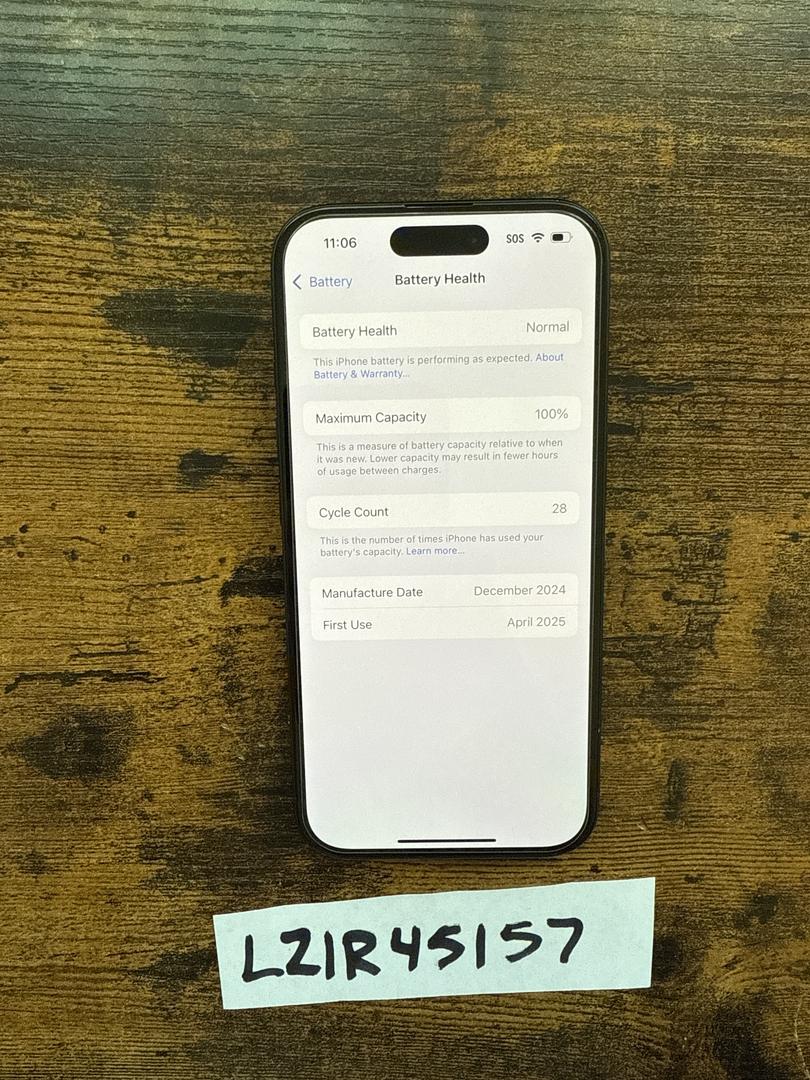 11:06 SOS
Battery Battery Health
Battery Health Normal
This iPhone battery is performing as expected. About
Battery & Warranty...
Maximum Capacity 100%
This is a measure of battery capacity relative to when
it was new. Lower capacity may result in fewer hours
of usage between charges.
Cycle Count 28
This is the number of times iPhone has used your
battery's capacity. Learn more...
Manufacture Date December 2024
First Use April 2025
LZ1R45157